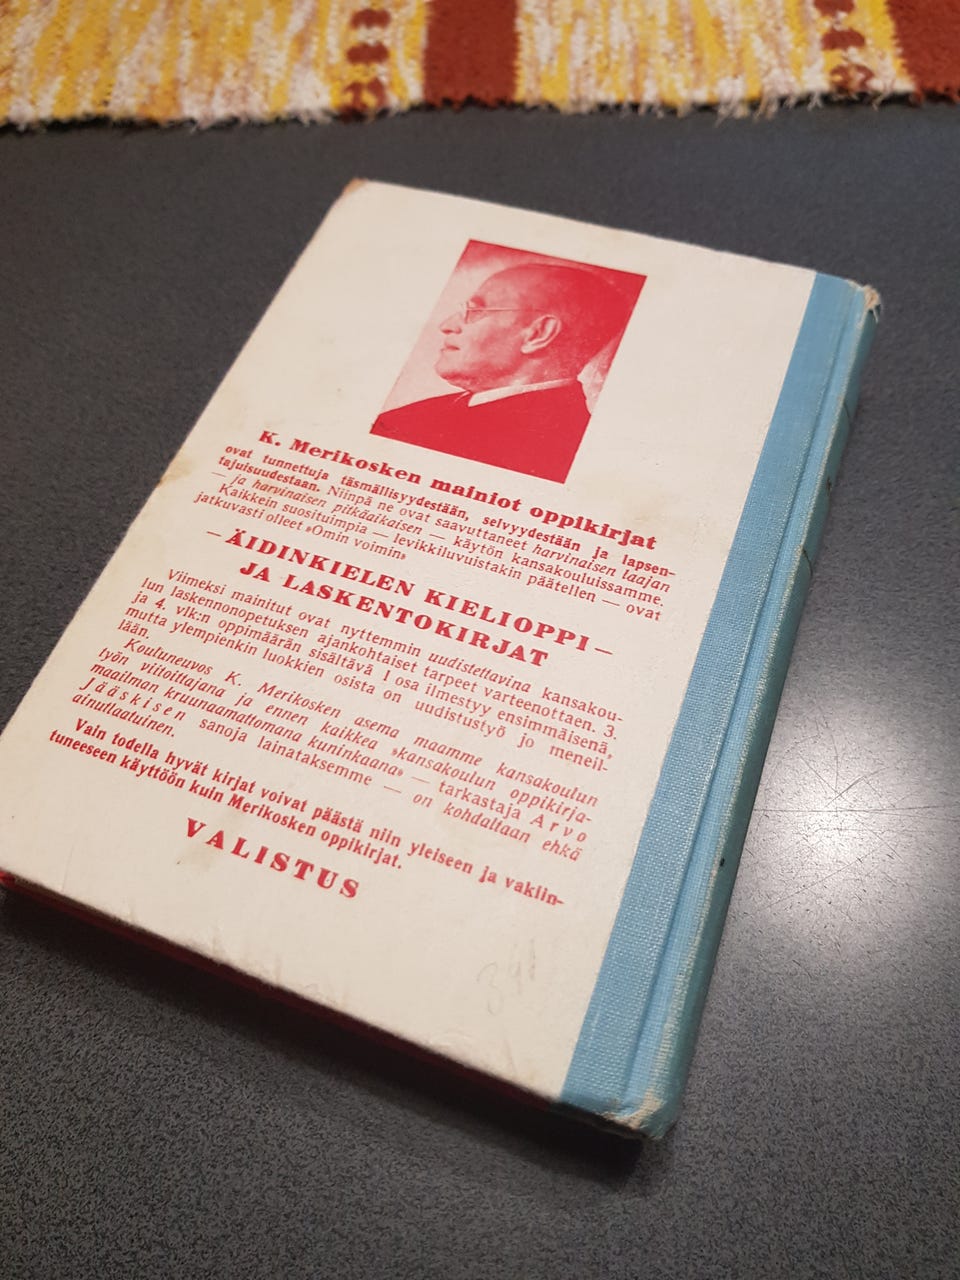 K. Merikosken mainiot oppikirjat
ovat tunnettuja täsmällisyydestään, selvyydestään ja lapsen-
tajuisuudestaan. Niinpä ne ovat saavuttaneet harvinaisen laajan
— ja harvinaisen pitkäaikaisen — käytön kansakouluissamme.
Kaikkein suosituimpia — levikkiluvuistakin päätellen — ovat
jatkuvasti olleet »Omin voimin»
– ÄIDINKIELEN KIELIOPPI –
JA LASKENTOKIRJAT
Viimeksi mainitut ovat nyttemmin uudistettavina kansakou-
lun laskennonopetuksen ajankohtaiset tarpeet varteenottaen. 3.
ja 4. vlk:n oppimäärän sisältävä I osa ilmestyy ensimmäisenä,
mutta ylempienkin luokkien osista on uudistustyö jo meneil-
lään.
Kouluneuvos K. Merikosken asema maamme kansakoulun
työn viitoittajana ja ennen kaikkea »kansakoulun oppikirja-
maailman kruunaamattomana kuninkaana» — tarkastaja Arvo
Jääskisen sanoja lainataksemme — on kohdaltaan ehkä
ainutlaatuinen.
Vain todella hyvät kirjat voivat päästä niin yleiseen ja vakiin-
tuneeseen käyttöön kuin Merikosken oppikirjat.
VALISTUS